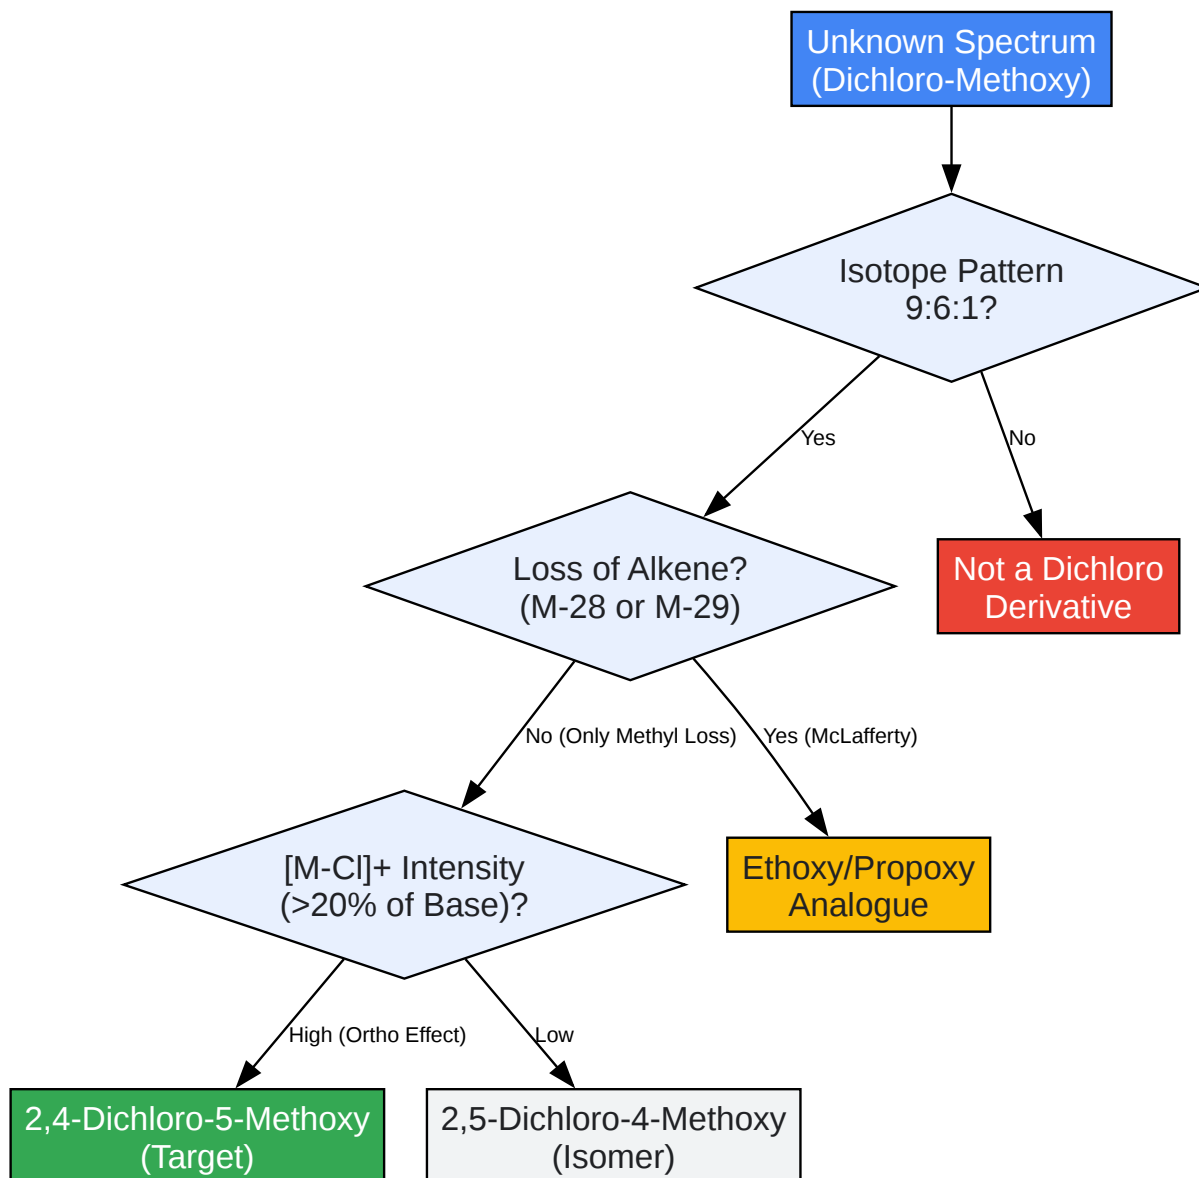 Unknown Spectrum
(Dichloro-Methoxy)
Isotope Pattern
9:6:1?
Yes
No
Loss of Alkene?
(M-28 or M-29)
Not a Dichloro
Derivative
No (Only Methyl Loss)
Yes (McLafferty)
[M-Cl]+ Intensity
(>20% of Base)?
Ethoxy/Propoxy
Analogue
High (Ortho Effect)
Low
2,4-Dichloro-5-Methoxy
(Target)
2,5-Dichloro-4-Methoxy
(Isomer)